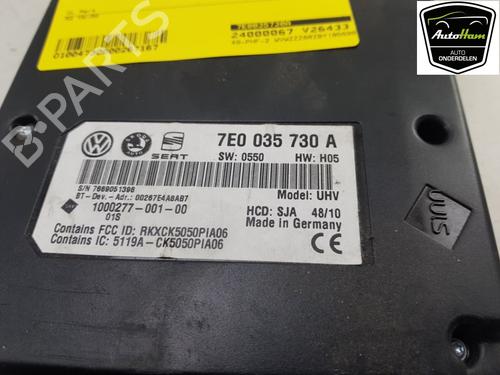 7E0035730A
24000067 V26433
AutoHam
AUTO-ONDERDELEN
SEAT
7E0 035 730 A
SW: 0550 HW: H05
S/N 7669051396
Model: UHV
BT-Dev.-Adr.: 00267E4A8AB7
1000277-001-00
01S
HCD: SJA 48/10
Made in Germany
Contains FCC ID: RKXCK5050PIA06
Contains IC: 5119A-CK5050PIA06
CE